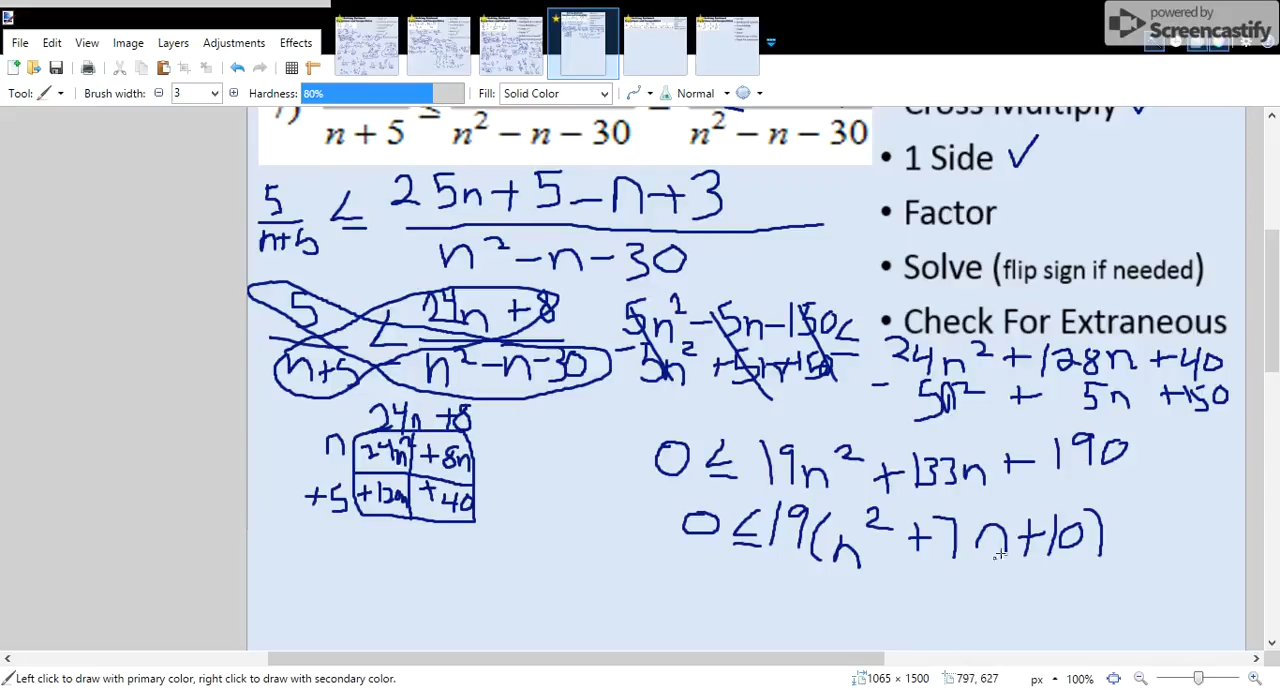 powered by
Screencastify
File Edit View Image Layers Adjustments Effects
Tool: Brush width: 3 Hardness: 80% Fill: Solid Color Normal
n + 5 ≤ n² − n − 30 n² − n − 30
Cross Multiply ✓
• 1 Side ✓
• Factor
• Solve (flip sign if needed)
• Check For Extraneous
5 ≤ 25n + 5 - n + 3
n+5 n² - n - 30
5 ≤ 24n + 8
n+5 n² - n - 30
24n +8
n 24n² +8n
+5 +120n +40
5n² - 5n - 150 ≤ 24n² + 128n + 40
- 5n² + 5n + 150 - 5n² + 5n + 150
0 ≤ 19n² + 133n + 190
0 ≤ 19(n² + 7n + 10)
Left click to draw with primary color, right click to draw with secondary color. 1065 × 1500 797, 627 px 100%